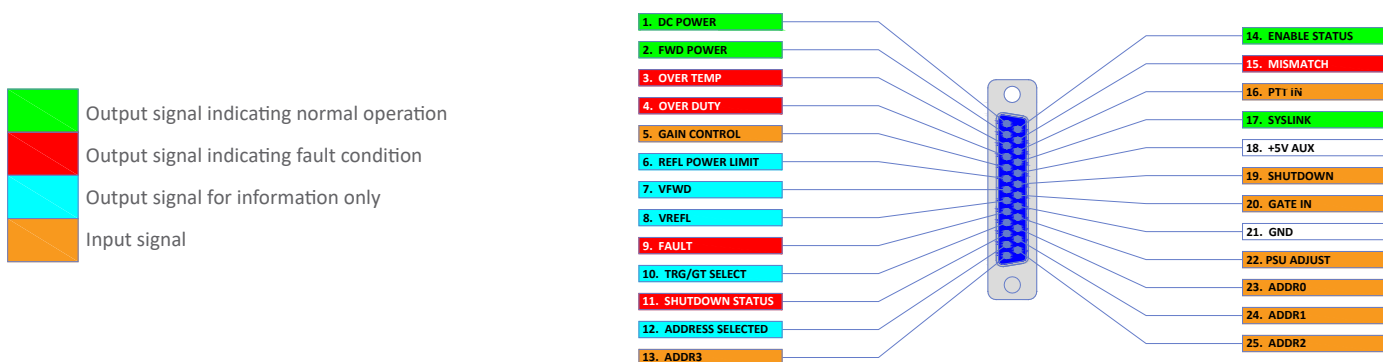 Output signal indicating normal operation
Output signal indicating fault condition
Output signal for information only
Input signal
1. DC POWER
2. FWD POWER
3. OVER TEMP
4. OVER DUTY
5. GAIN CONTROL
6. REFL POWER LIMIT
7. VFWD
8. VREFL
9. FAULT
10. TRG/GT SELECT
11. SHUTDOWN STATUS
12. ADDRESS SELECTED
13. ADDR3
14. ENABLE STATUS
15. MISMATCH
16. PTT IN
17. SYSLINK
18. +5V AUX
19. SHUTDOWN
20. GATE IN
21. GND
22. PSU ADJUST
23. ADDR0
24. ADDR1
25. ADDR2